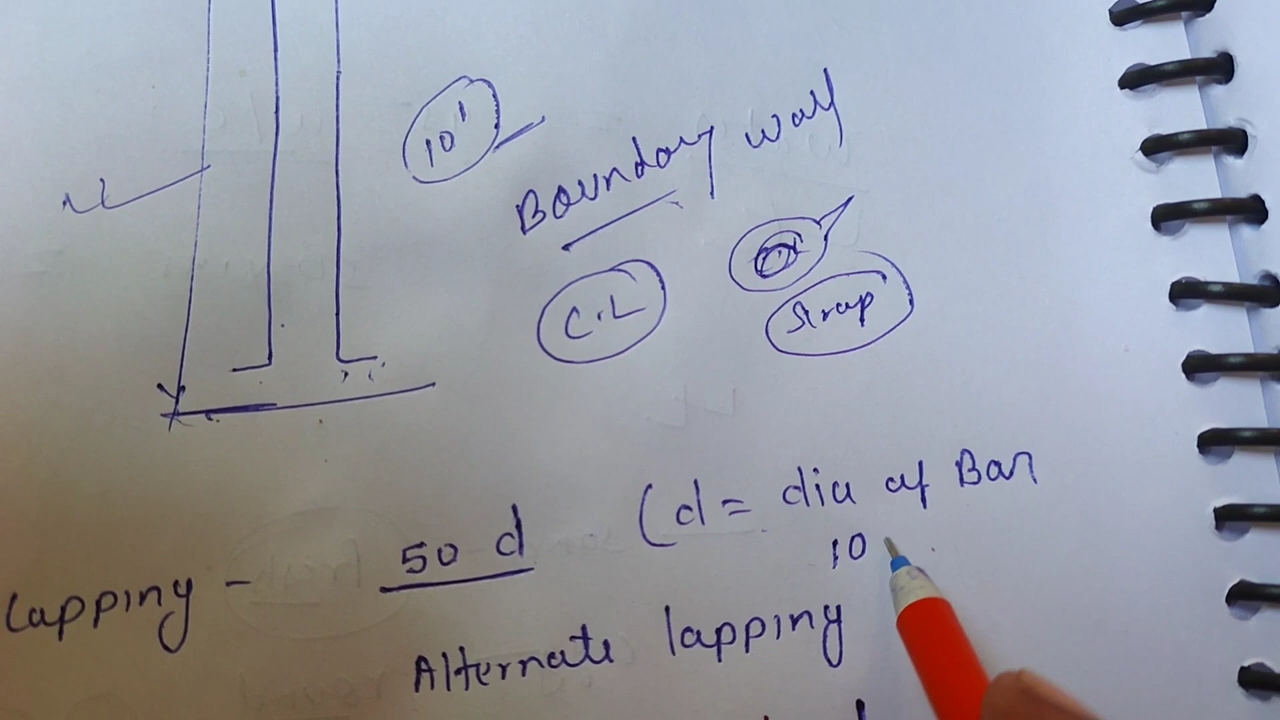 10'
Boundary wall
C.L
Strap
Lapping - 50 d (d = dia of Bar
10
Alternate lapping